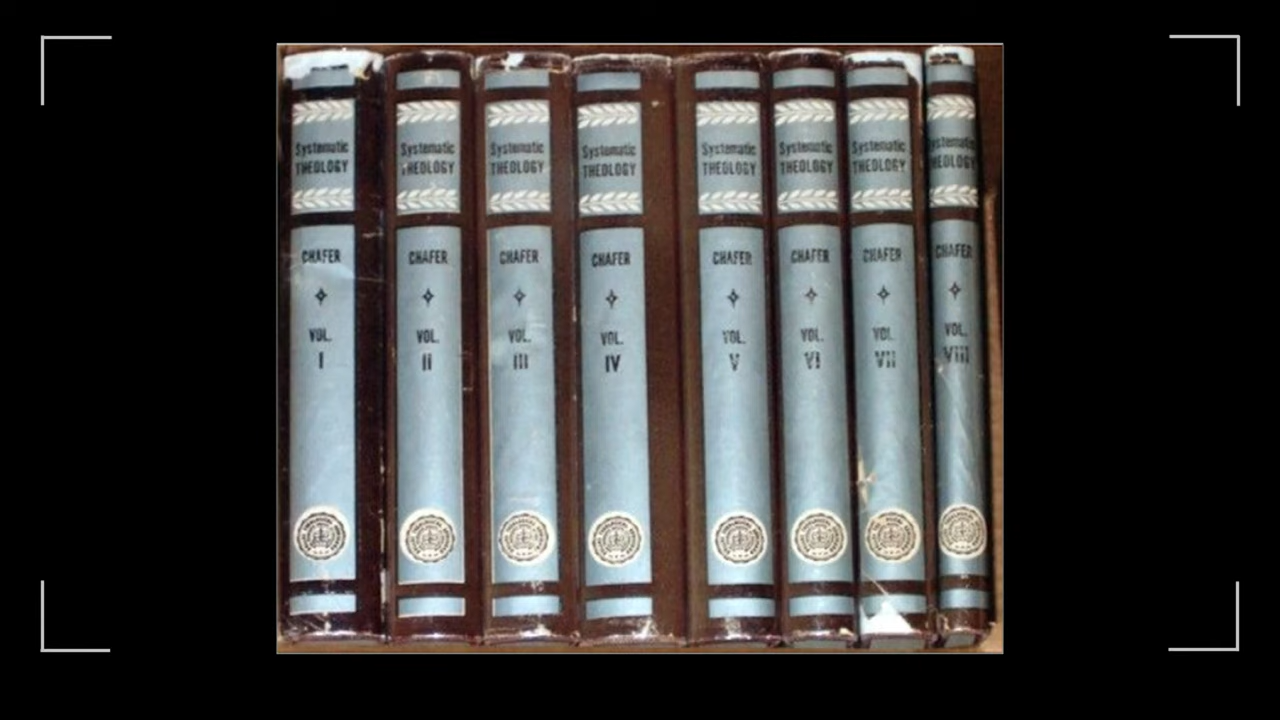 Systematic
THEOLOGY
CHAFER
VOL.
I
Systematic
THEOLOGY
CHAFER
VOL.
II
Systematic
THEOLOGY
CHAFER
VOL.
III
Systematic
THEOLOGY
CHAFER
VOL.
IV
Systematic
THEOLOGY
CHAFER
VOL.
V
Systematic
THEOLOGY
CHAFER
VOL.
VI
Systematic
THEOLOGY
CHAFER
VOL.
VII
Systematic
THEOLOGY
CHAFER
VOL.
VIII